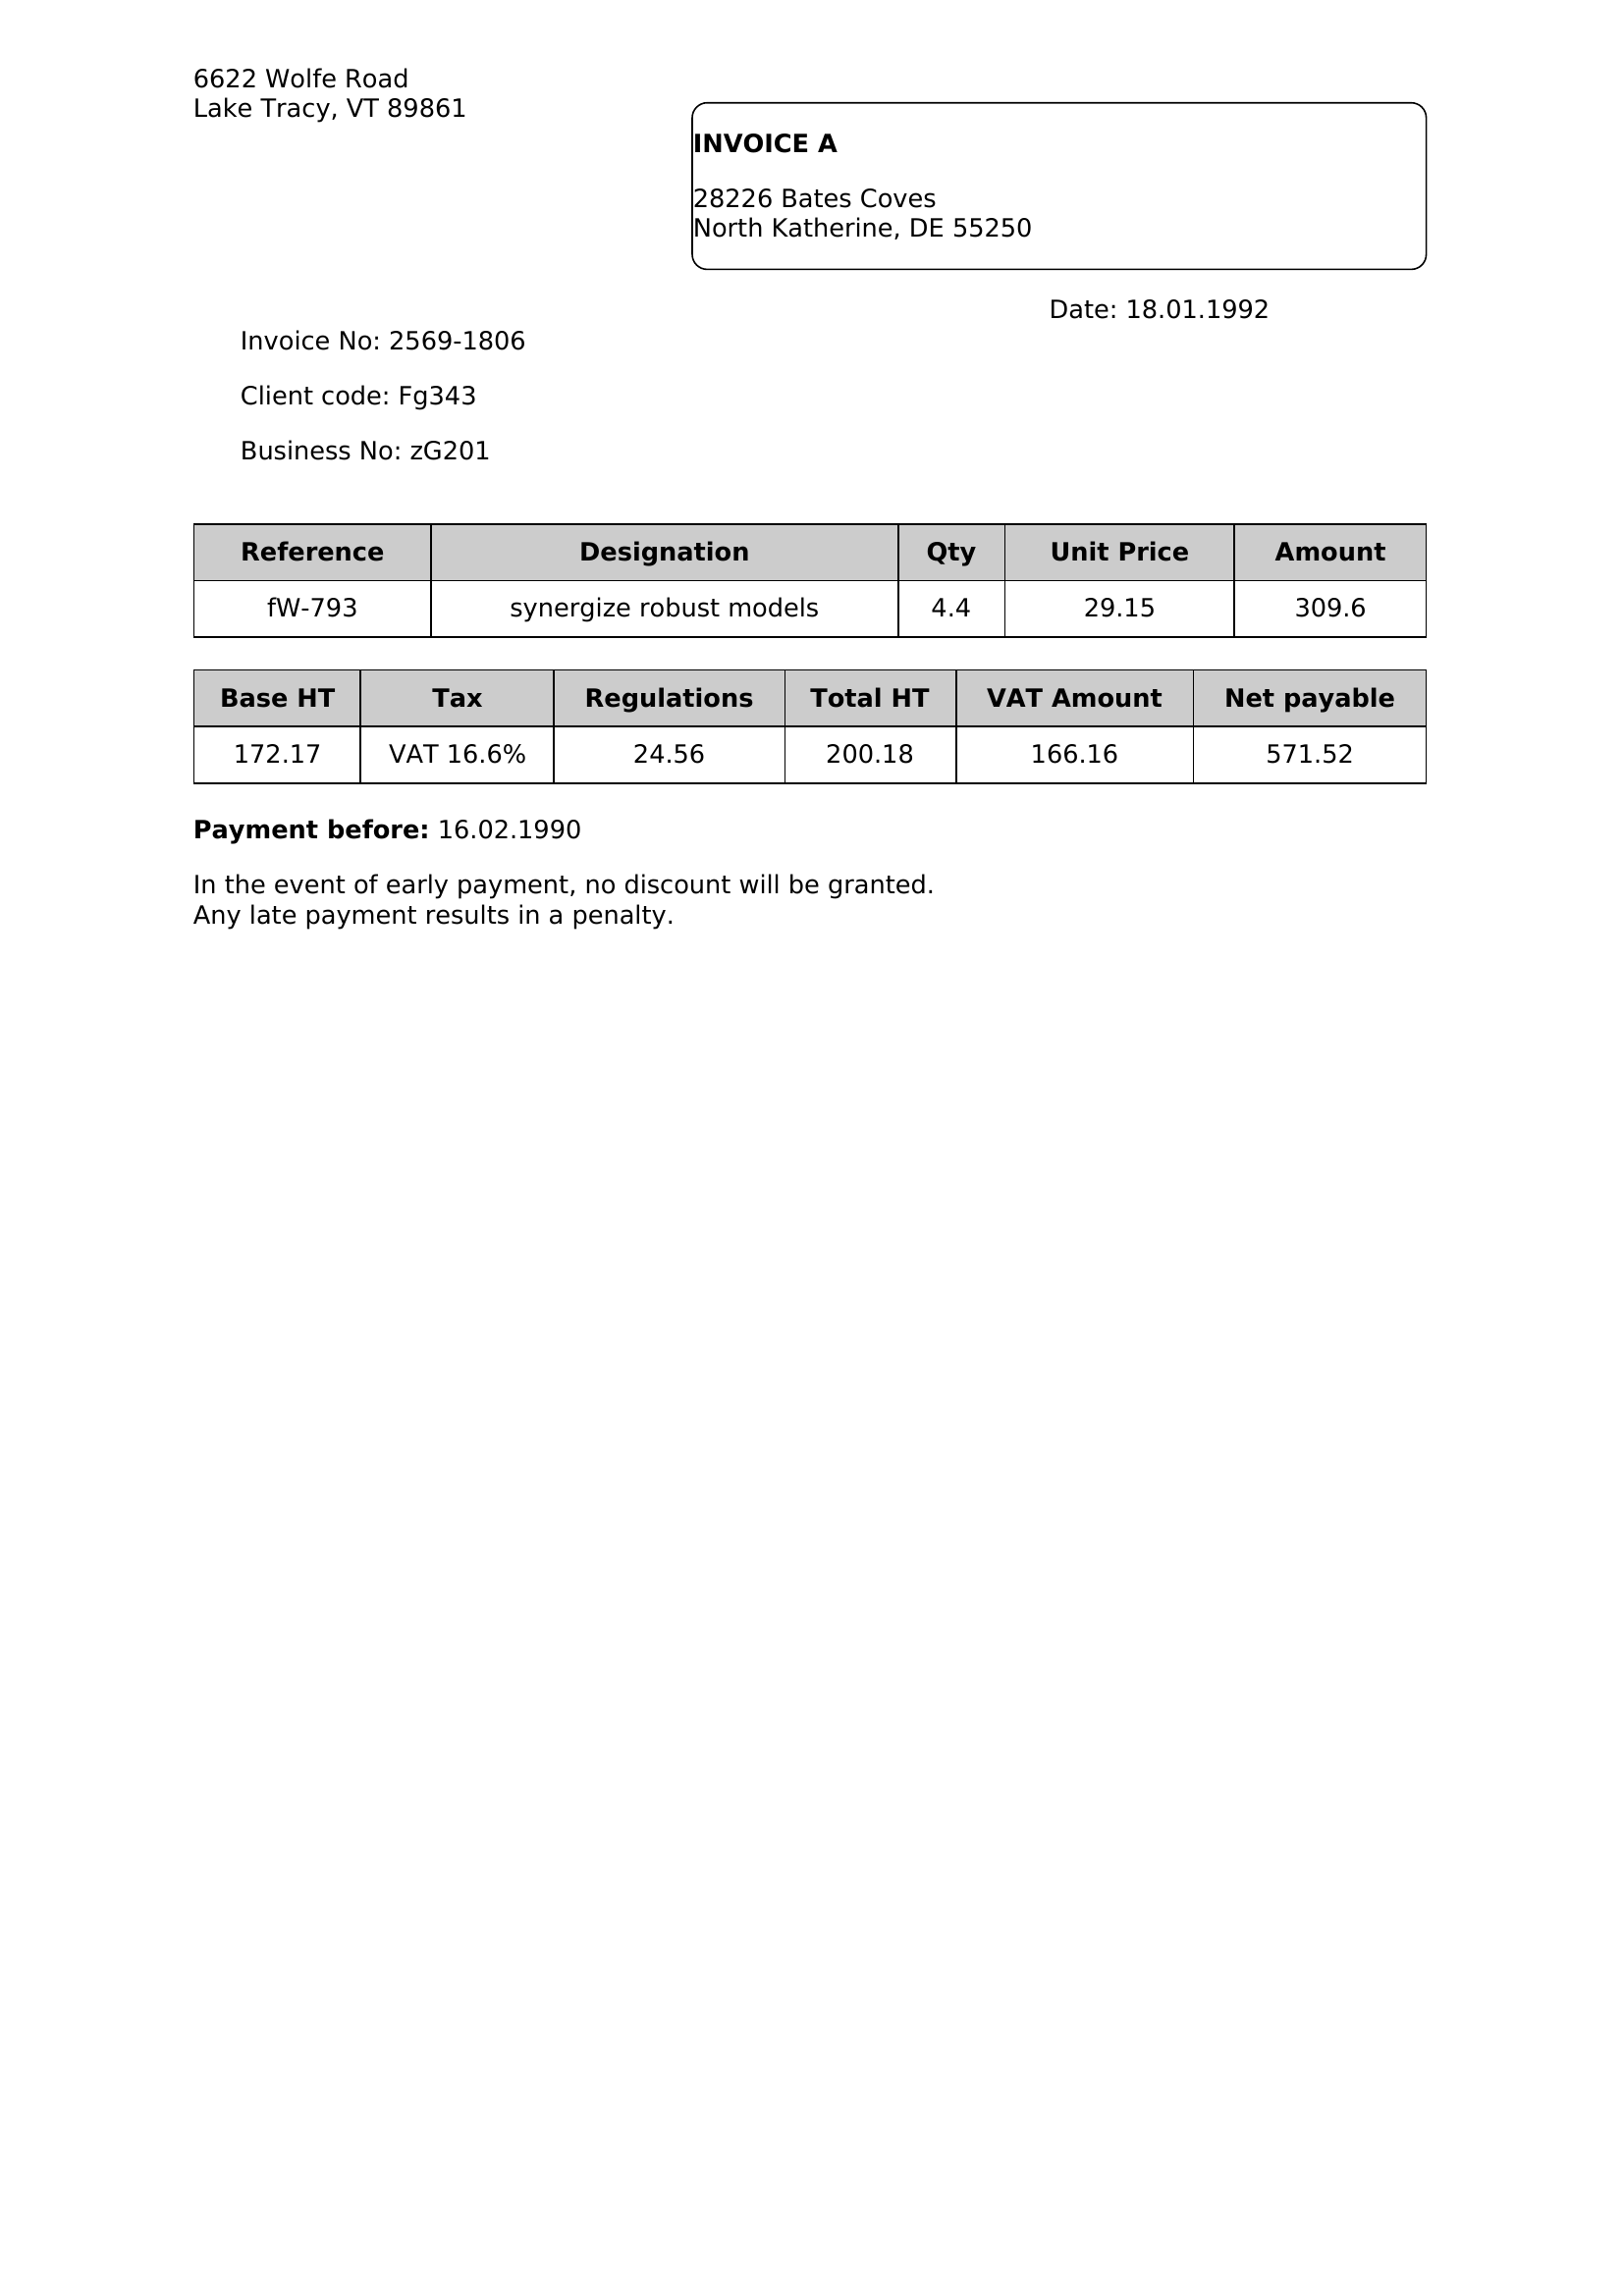 6622 Wolfe Road
Lake Tracy, VT 89861
INVOICE A
28226 Bates Coves
North Katherine, DE 55250
Date: 18.01.1992
Invoice No: 2569-1806
Client code: Fg343
Business No: zG201
Reference Designation Qty Unit Price Amount
fW-793 synergize robust models 4.4 29.15 309.6
Base HT Tax Regulations Total HT VAT Amount Net payable
172.17 VAT 16.6% 24.56 200.18 166.16 571.52
Payment before: 16.02.1990
In the event of early payment, no discount will be granted.
Any late payment results in a penalty.